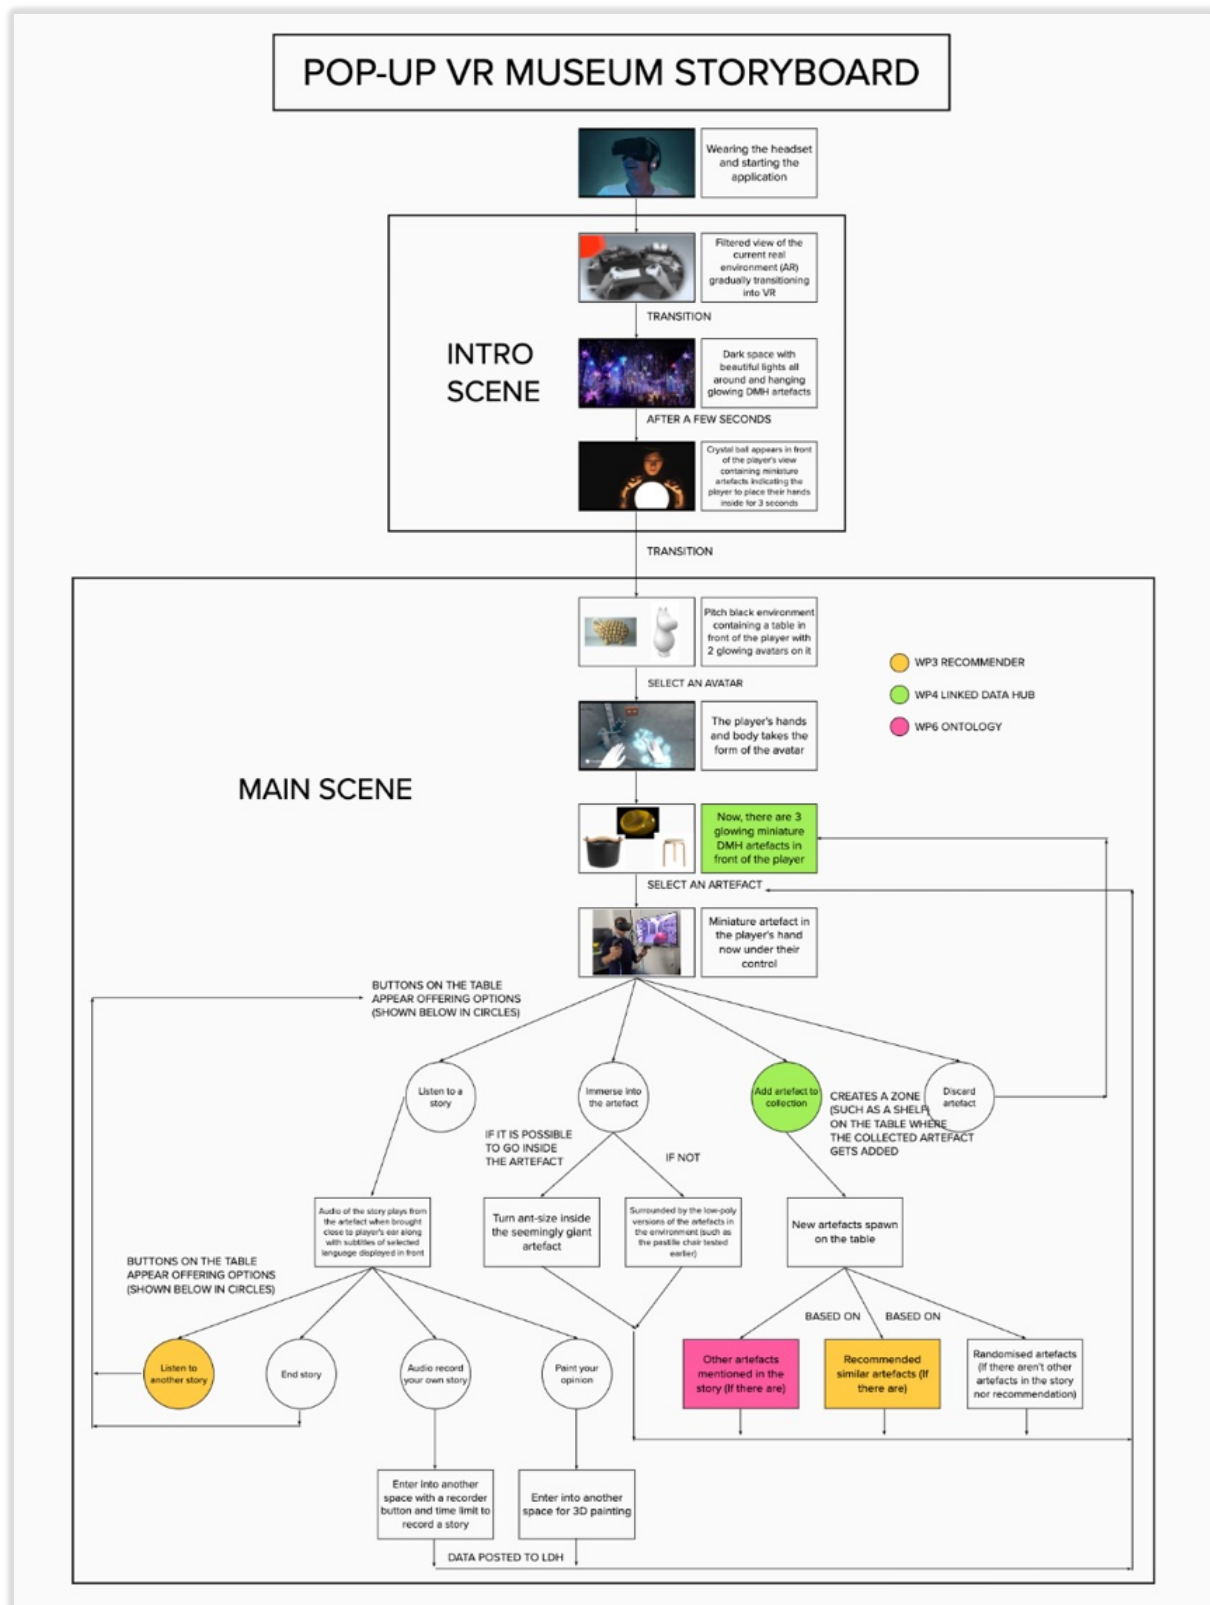 POP-UP VR MUSEUM STORYBOARD
Wearing the headset
and starting the
application
Filtered view of the
current real
environment (AR)
gradually transitioning
into VR
TRANSITION
INTRO
SCENE
Dark space with
beautiful lights all
around and hanging
glowing DMH artefacts
AFTER A FEW SECONDS
Crystal ball appears in front
of the player's view
containing miniature
artefacts indicating the
player to place their hands
inside for 3 seconds
TRANSITION
Pitch black environment
containing a table in
front of the player with
2 glowing avatars on it
WP3 RECOMMENDER
WP4 LINKED DATA HUB
WP6 ONTOLOGY
SELECT AN AVATAR
The player's hands
and body takes the
form of the avatar
MAIN SCENE
Now, there are 3
glowing miniature
DMH artefacts in
front of the player
SELECT AN ARTEFACT
Miniature artefact in
the player's hand
now under their
control
BUTTONS ON THE TABLE
APPEAR OFFERING OPTIONS
(SHOWN BELOW IN CIRCLES)
Listen to a
story
Immerse into
the artefact
Add artefact to
collection
Discard
artefact
CREATES A ZONE
(SUCH AS A SHELF)
ON THE TABLE WHERE
THE COLLECTED ARTEFACT
GETS ADDED
IF IT IS POSSIBLE
TO GO INSIDE
THE ARTEFACT
IF NOT
Audio of the story plays from
the artefact when brought
close to player's ear along
with subtitles of selected
language displayed in front
Turn ant-size inside
the seemingly giant
artefact
Surrounded by the low-poly
versions of the artefacts in
the environment (such as
the pastille chair tested
earlier)
New artefacts spawn
on the table
BUTTONS ON THE TABLE
APPEAR OFFERING OPTIONS
(SHOWN BELOW IN CIRCLES)
BASED ON
BASED ON
Listen to
another story
End story
Audio record
your own story
Paint your
opinion
Other artefacts
mentioned in the
story (If there are)
Recommended
similar artefacts (If
there are)
Randomised artefacts
(If there aren't other
artefacts in the story
nor recommendation)
Enter into another
space with a recorder
button and time limit to
record a story
Enter into another
space for 3D painting
DATA POSTED TO LDH